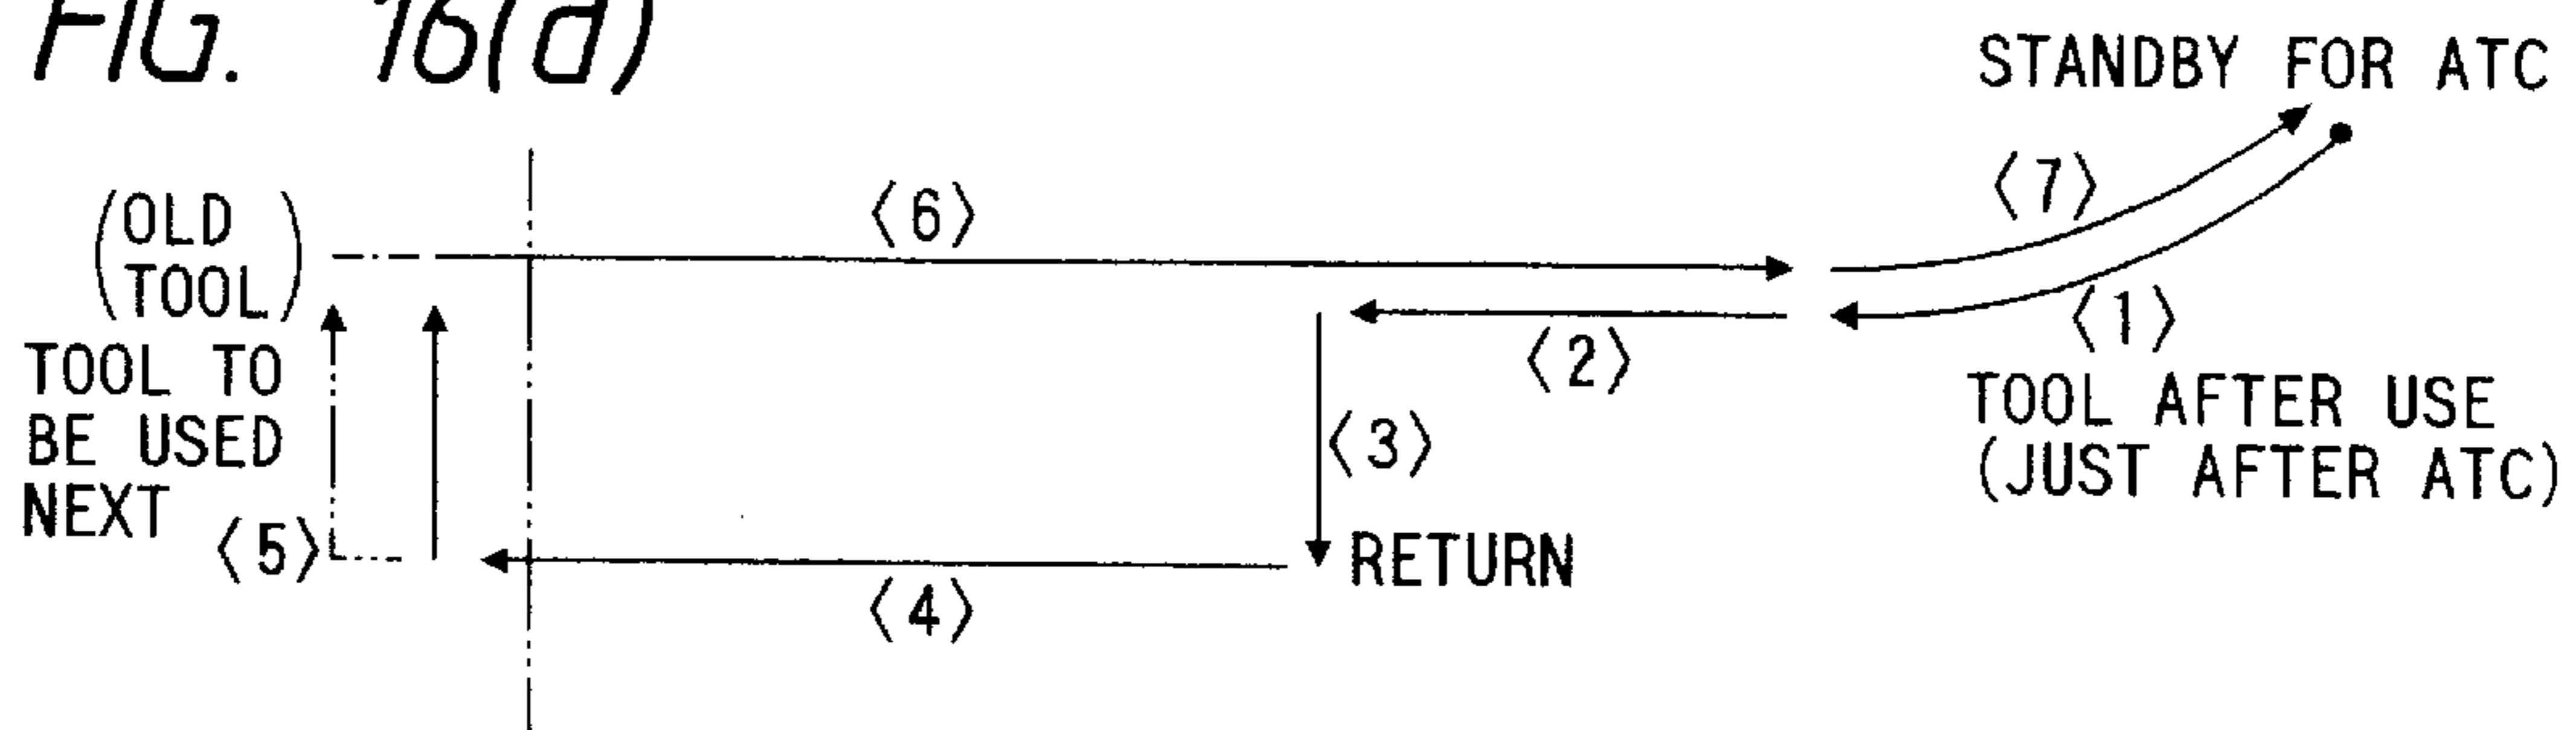 FIG. 16(d)
STANDBY FOR ATC
〈7〉
〈6〉
(OLD
TOOL)
〈1〉
〈2〉
TOOL TO
BE USED
NEXT
TOOL AFTER USE
(JUST AFTER ATC)
〈3〉
〈5〉
RETURN
〈4〉